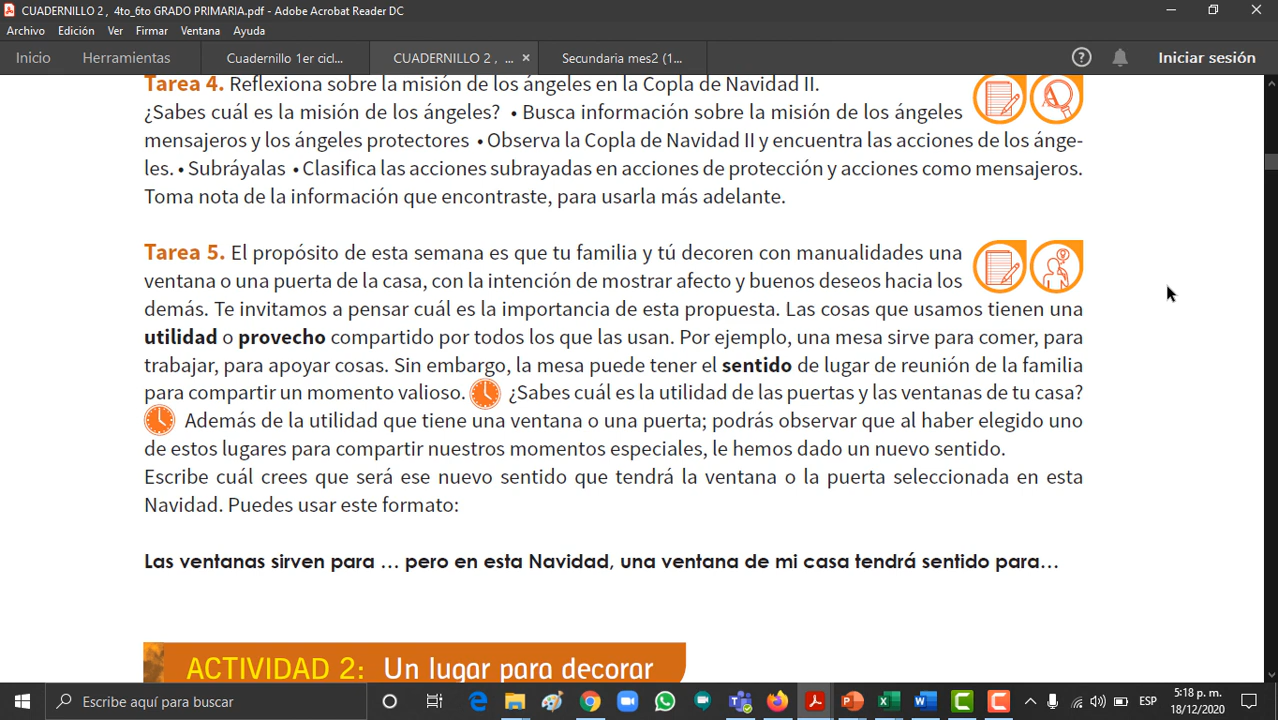 CUADERNILLO 2 , 4to_6to GRADO PRIMARIA.pdf - Adobe Acrobat Reader DC
Archivo Edición Ver Firmar Ventana Ayuda
Inicio Herramientas Cuadernillo 1er cicl... CUADERNILLO 2 , ... × Secundaria mes2 (1... Iniciar sesión
Tarea 4. Reflexiona sobre la misión de los ángeles en la Copla de Navidad II.
¿Sabes cuál es la misión de los ángeles? • Busca información sobre la misión de los ángeles
mensajeros y los ángeles protectores • Observa la Copla de Navidad II y encuentra las acciones de los ánge-
les. • Subráyalas • Clasifica las acciones subrayadas en acciones de protección y acciones como mensajeros.
Toma nota de la información que encontraste, para usarla más adelante.
Tarea 5. El propósito de esta semana es que tu familia y tú decoren con manualidades una
ventana o una puerta de la casa, con la intención de mostrar afecto y buenos deseos hacia los
demás. Te invitamos a pensar cuál es la importancia de esta propuesta. Las cosas que usamos tienen una
utilidad o provecho compartido por todos los que las usan. Por ejemplo, una mesa sirve para comer, para
trabajar, para apoyar cosas. Sin embargo, la mesa puede tener el sentido de lugar de reunión de la familia
para compartir un momento valioso. ¿Sabes cuál es la utilidad de las puertas y las ventanas de tu casa?
Además de la utilidad que tiene una ventana o una puerta; podrás observar que al haber elegido uno
de estos lugares para compartir nuestros momentos especiales, le hemos dado un nuevo sentido.
Escribe cuál crees que será ese nuevo sentido que tendrá la ventana o la puerta seleccionada en esta
Navidad. Puedes usar este formato:
Las ventanas sirven para … pero en esta Navidad, una ventana de mi casa tendrá sentido para…
ACTIVIDAD 2: Un lugar para decorar
Escribe aquí para buscar
ESP
5:18 p. m.
18/12/2020